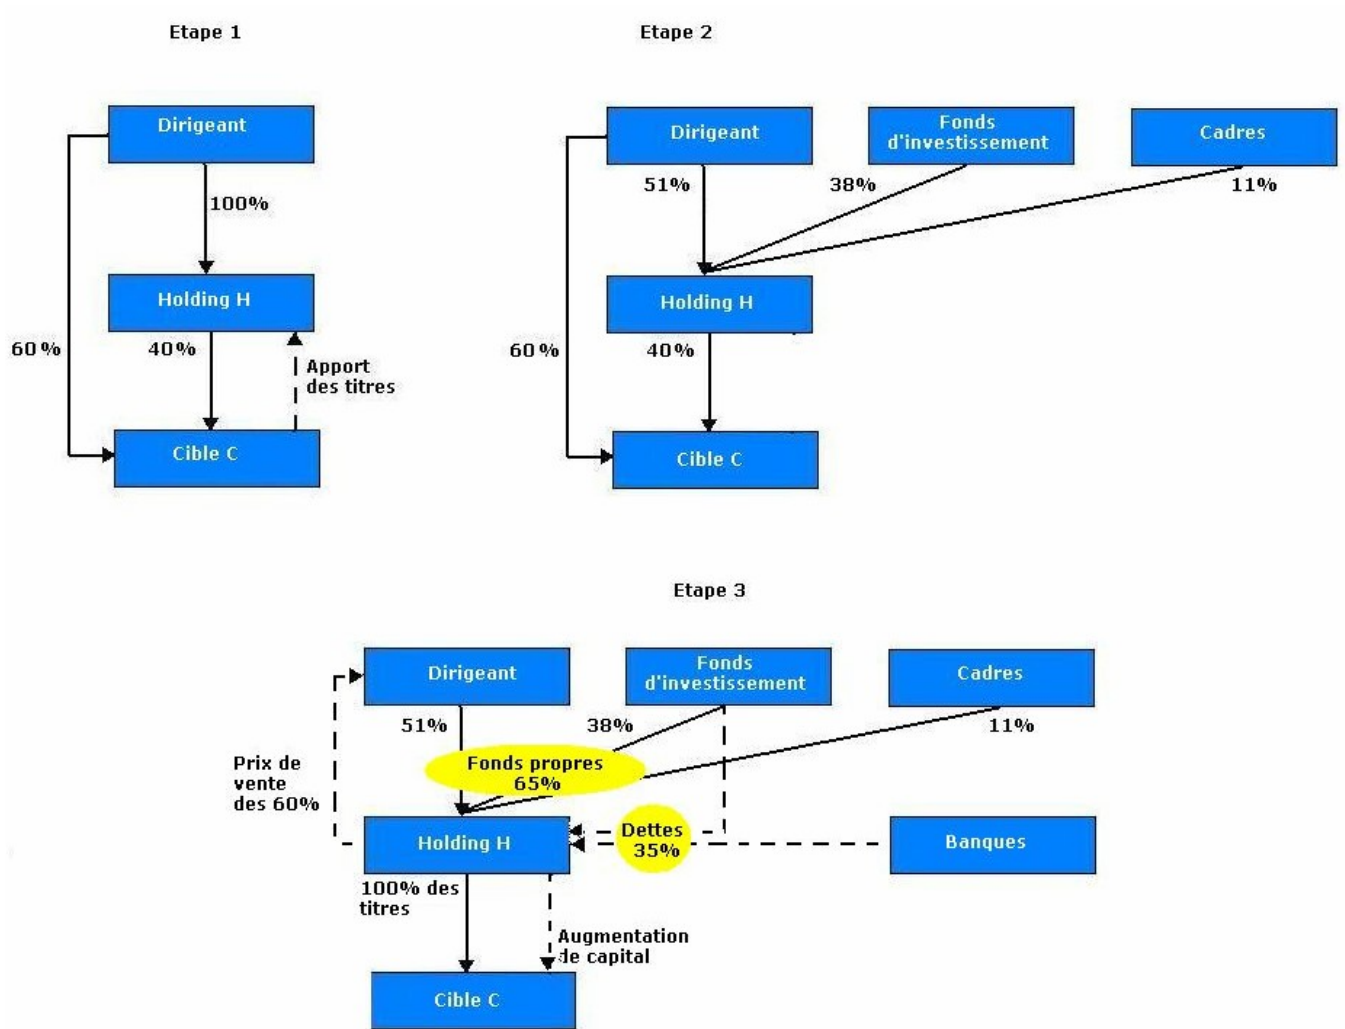 Etape 1
Dirigeant
100%
Holding H
60%
40%
Apport
des titres
Cible C
Etape 2
Dirigeant
Fonds
d'investissement
Cadres
51%
38%
11%
Holding H
60%
40%
Cible C
Etape 3
Dirigeant
Fonds
d'investissement
Cadres
51%
38%
11%
Prix de
vente
des 60%
Fonds propres
65%
Holding H
Dettes
35%
Banques
100% des
titres
Augmentation
de capital
Cible C